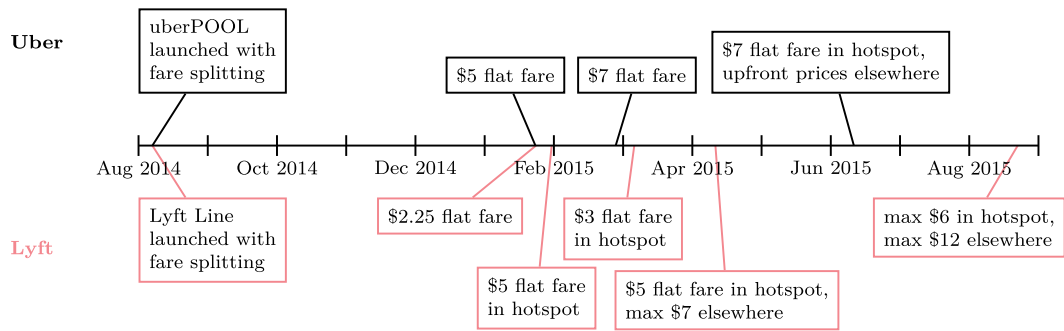 Uber
uberPOOL
launched with
fare splitting
$5 flat fare
$7 flat fare
$7 flat fare in hotspot,
upfront prices elsewhere
Aug 2014
Oct 2014
Dec 2014
Feb 2015
Apr 2015
Jun 2015
Aug 2015
Lyft
Lyft Line
launched with
fare splitting
$2.25 flat fare
$5 flat fare
in hotspot
$3 flat fare
in hotspot
$5 flat fare in hotspot,
max $7 elsewhere
max $6 in hotspot,
max $12 elsewhere